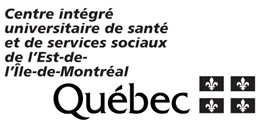 Centre intégré
universitaire de santé
et de services sociaux
de l'Est-de-
l'Île-de-Montréal
Québec